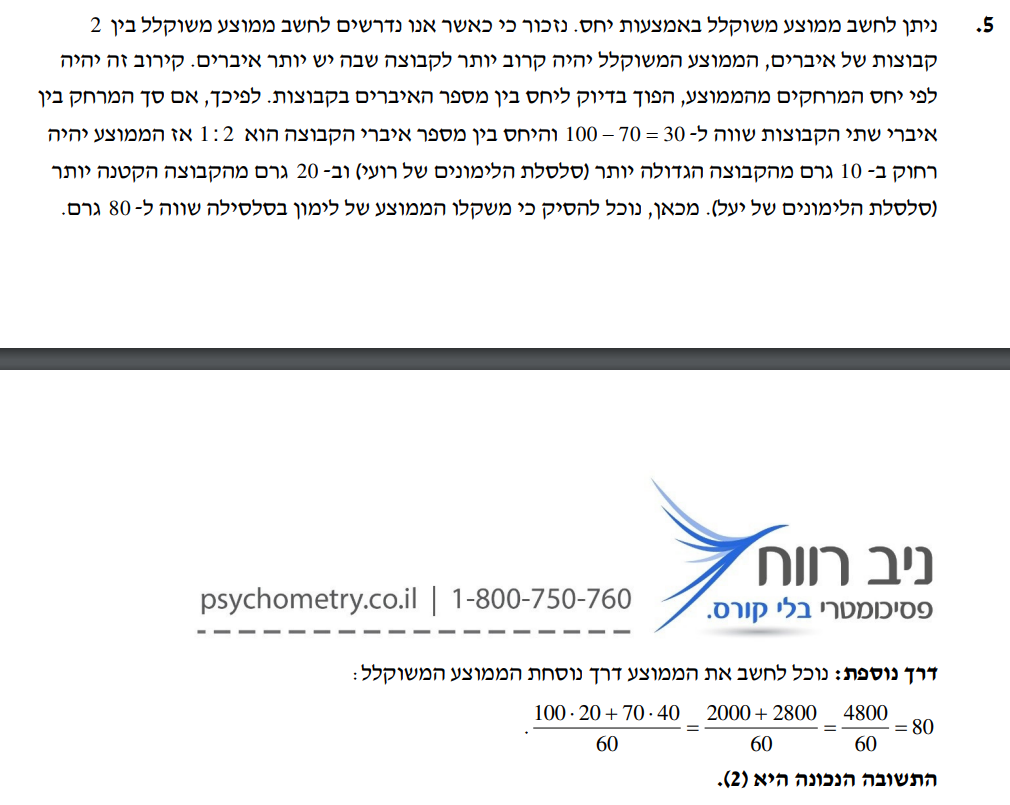 5. ניתן לחשב ממוצע משוקלל באמצעות יחס. נזכור כי כאשר אנו נדרשים לחשב ממוצע משוקלל בין 2
קבוצות של איברים, הממוצע המשוקלל יהיה קרוב יותר לקבוצה שבה יש יותר איברים. קירוב זה יהיה
לפי יחס המרחקים מהממוצע, הפוך בדיוק ליחס בין מספר האיברים בקבוצות. לפיכך, אם סך המרחק בין
איברי שתי הקבוצות שווה ל- 100 – 70 = 30 והיחס בין מספר איברי הקבוצה הוא 1:2 אז הממוצע יהיה
רחוק ב- 10 גרם מהקבוצה הגדולה יותר (סלסלת הלימונים של רועי) וב- 20 גרם מהקבוצה הקטנה יותר
(סלסלת הלימונים של יעל). מכאן, נוכל להסיק כי משקלו הממוצע של לימון בסלסילה שווה ל- 80 גרם.
ניב רווח
פסיכומטרי בלי קורס.
psychometry.co.il | 1-800-750-760
דרך נוספת: נוכל לחשב את הממוצע דרך נוסחת הממוצע המשוקלל:
100·20+70·40/60 = 2000+2800/60 = 4800/60 = 80.
התשובה הנכונה היא (2).